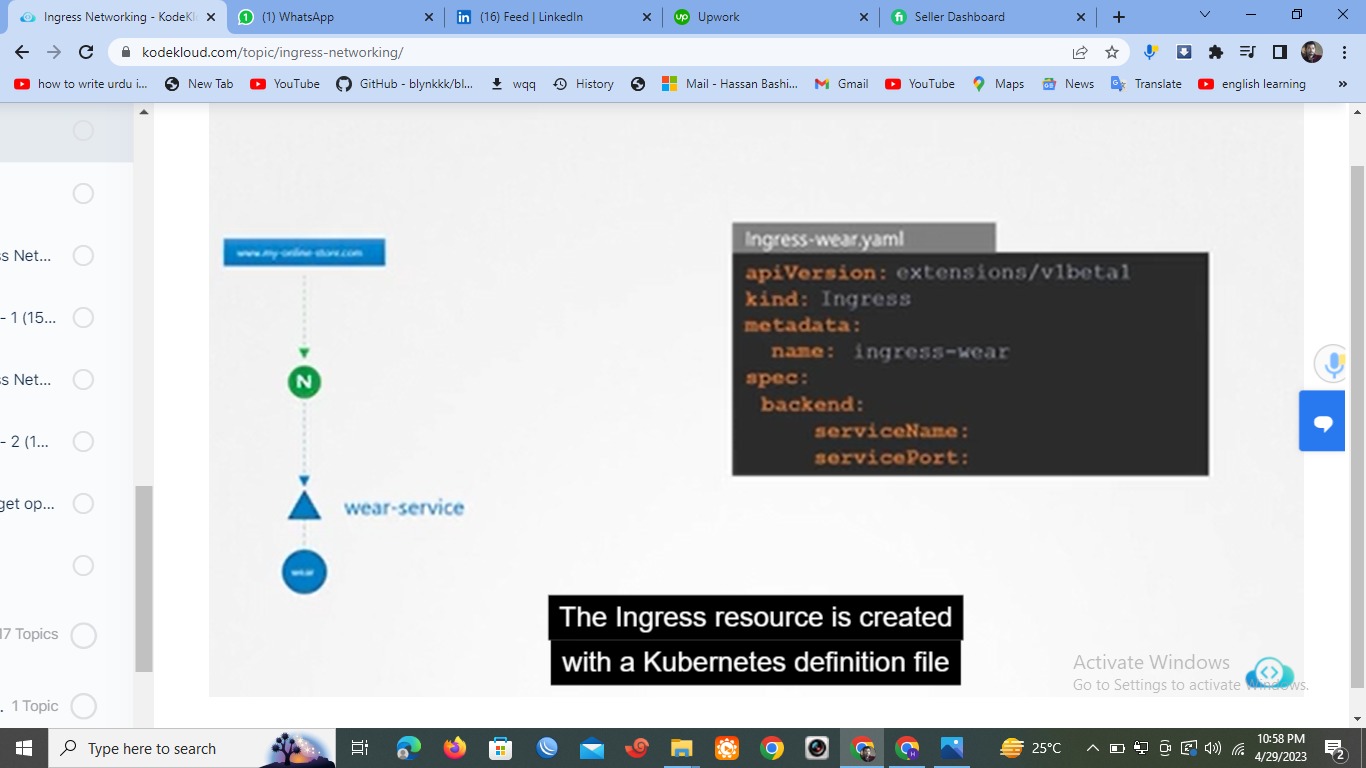 Ingress Networking - KodeKl
(1) WhatsApp
(16) Feed | LinkedIn
Upwork
Seller Dashboard
kodekloud.com/topic/ingress-networking/
how to write urdu i...
New Tab
YouTube
GitHub - blynkkk/bl...
wqq
History
Mail - Hassan Bashi...
Gmail
YouTube
Maps
News
Translate
english learning
»
ss Net...
- 1 (15...
ss Net...
- 2 (1...
get op...
17 Topics
. 1 Topic
www.my-online-store.com
N
wear-service
wear
Ingress-wear.yaml
apiVersion: extensions/v1beta1
kind: Ingress
metadata:
name: ingress-wear
spec:
backend:
serviceName:
servicePort:
The Ingress resource is created
with a Kubernetes definition file
Activate Windows
Go to Settings to activate Windows.
Type here to search
25°C
10:58 PM
4/29/2023
2